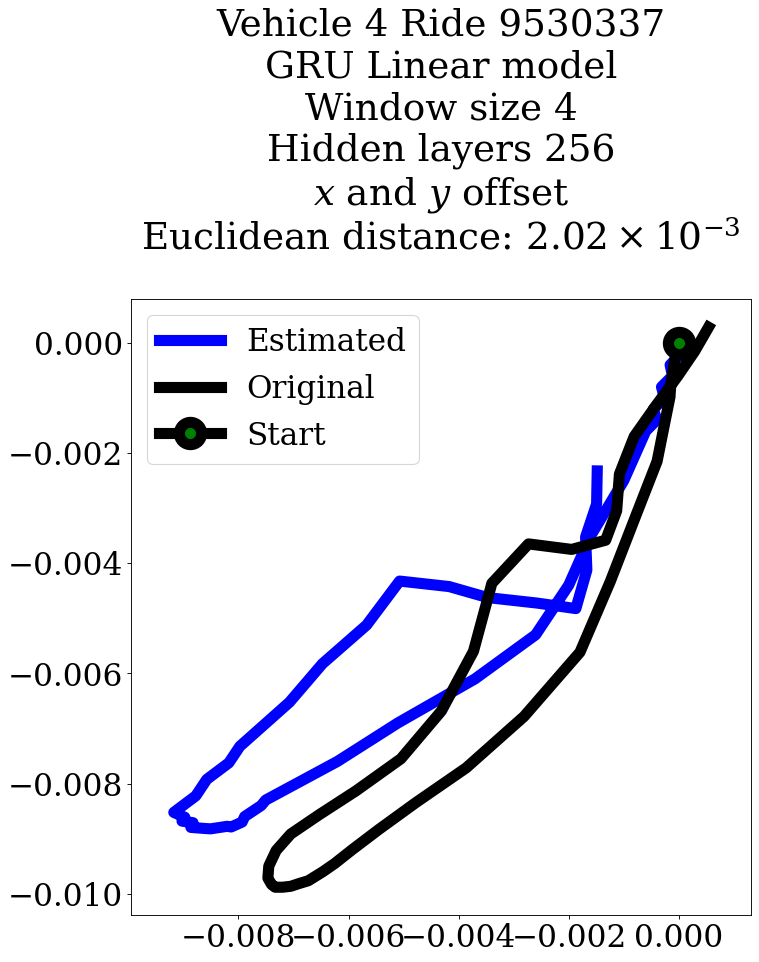 Vehicle 4 Ride 9530337
GRU Linear model
Window size 4
Hidden layers 256
x and y offset
Euclidean distance: 2.02 × 10⁻³
Estimated
Original
Start
0.000
−0.002
−0.004
−0.006
−0.008
−0.010
−0.008 −0.006 −0.004 −0.002 0.000